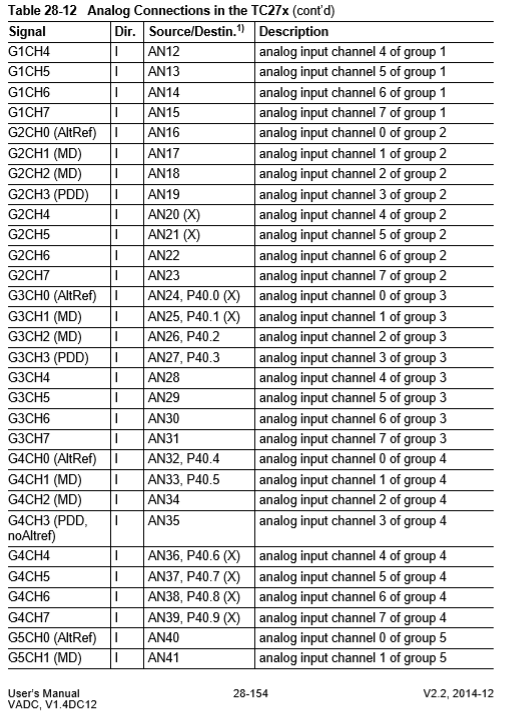 Table 28-12 Analog Connections in the TC27x (cont'd)
Signal Dir. Source/Destin.1) Description
G1CH4 I AN12 analog input channel 4 of group 1
G1CH5 I AN13 analog input channel 5 of group 1
G1CH6 I AN14 analog input channel 6 of group 1
G1CH7 I AN15 analog input channel 7 of group 1
G2CH0 (AltRef) I AN16 analog input channel 0 of group 2
G2CH1 (MD) I AN17 analog input channel 1 of group 2
G2CH2 (MD) I AN18 analog input channel 2 of group 2
G2CH3 (PDD) I AN19 analog input channel 3 of group 2
G2CH4 I AN20 (X) analog input channel 4 of group 2
G2CH5 I AN21 (X) analog input channel 5 of group 2
G2CH6 I AN22 analog input channel 6 of group 2
G2CH7 I AN23 analog input channel 7 of group 2
G3CH0 (AltRef) I AN24, P40.0 (X) analog input channel 0 of group 3
G3CH1 (MD) I AN25, P40.1 (X) analog input channel 1 of group 3
G3CH2 (MD) I AN26, P40.2 analog input channel 2 of group 3
G3CH3 (PDD) I AN27, P40.3 analog input channel 3 of group 3
G3CH4 I AN28 analog input channel 4 of group 3
G3CH5 I AN29 analog input channel 5 of group 3
G3CH6 I AN30 analog input channel 6 of group 3
G3CH7 I AN31 analog input channel 7 of group 3
G4CH0 (AltRef) I AN32, P40.4 analog input channel 0 of group 4
G4CH1 (MD) I AN33, P40.5 analog input channel 1 of group 4
G4CH2 (MD) I AN34 analog input channel 2 of group 4
G4CH3 (PDD, I AN35 analog input channel 3 of group 4
noAltref)
G4CH4 I AN36, P40.6 (X) analog input channel 4 of group 4
G4CH5 I AN37, P40.7 (X) analog input channel 5 of group 4
G4CH6 I AN38, P40.8 (X) analog input channel 6 of group 4
G4CH7 I AN39, P40.9 (X) analog input channel 7 of group 4
G5CH0 (AltRef) I AN40 analog input channel 0 of group 5
G5CH1 (MD) I AN41 analog input channel 1 of group 5
User's Manual 28-154 V2.2, 2014-12
VADC, V1.4DC12